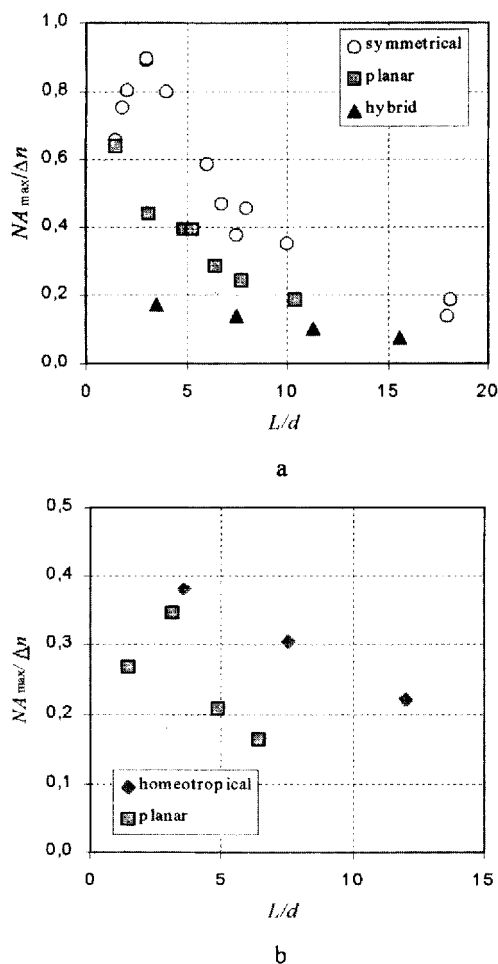 a
1,0
0,8
0,6
0,4
0,2
0,0
NA max/Δn
symmetrical
planar
hybrid
0
5
10
15
20
L/d
a
0,5
0,4
0,3
0,2
0,1
0,0
NA max/Δn
homeotropical
planar
0
5
10
15
L/d
b